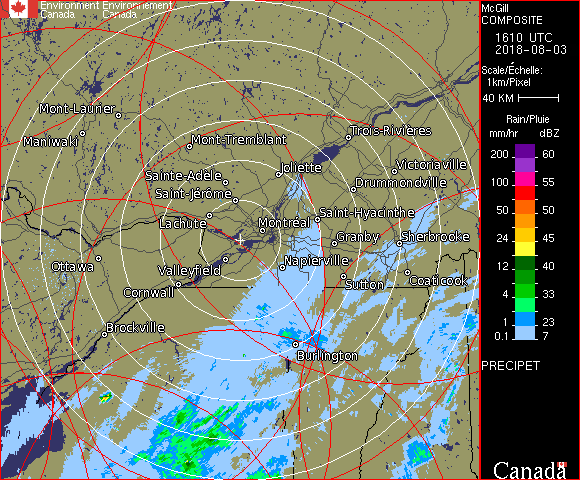 Environment Environnement
Canada Canada
McGill
COMPOSITE
1610 UTC
2018-08-03
Scale/Échelle:
1km/Pixel
40 KM
Rain/Pluie
mm/hr dBZ
200 60
100 55
50 50
24 45
12 40
4 33
1 23
0.1 7
PRECIPET
Canada
Mont-Laurier
Maniwaki
Mont-Tremblant
Trois-Rivières
Joliette
Victoriaville
Sainte-Adèle
Drummondville
Saint-Jérôme
Lachute
Saint-Hyacinthe
Montréal
Granby
Sherbrooke
Ottawa
Valleyfield
Napierville
Cornwall
Sutton
Coaticook
Brockville
Burlington